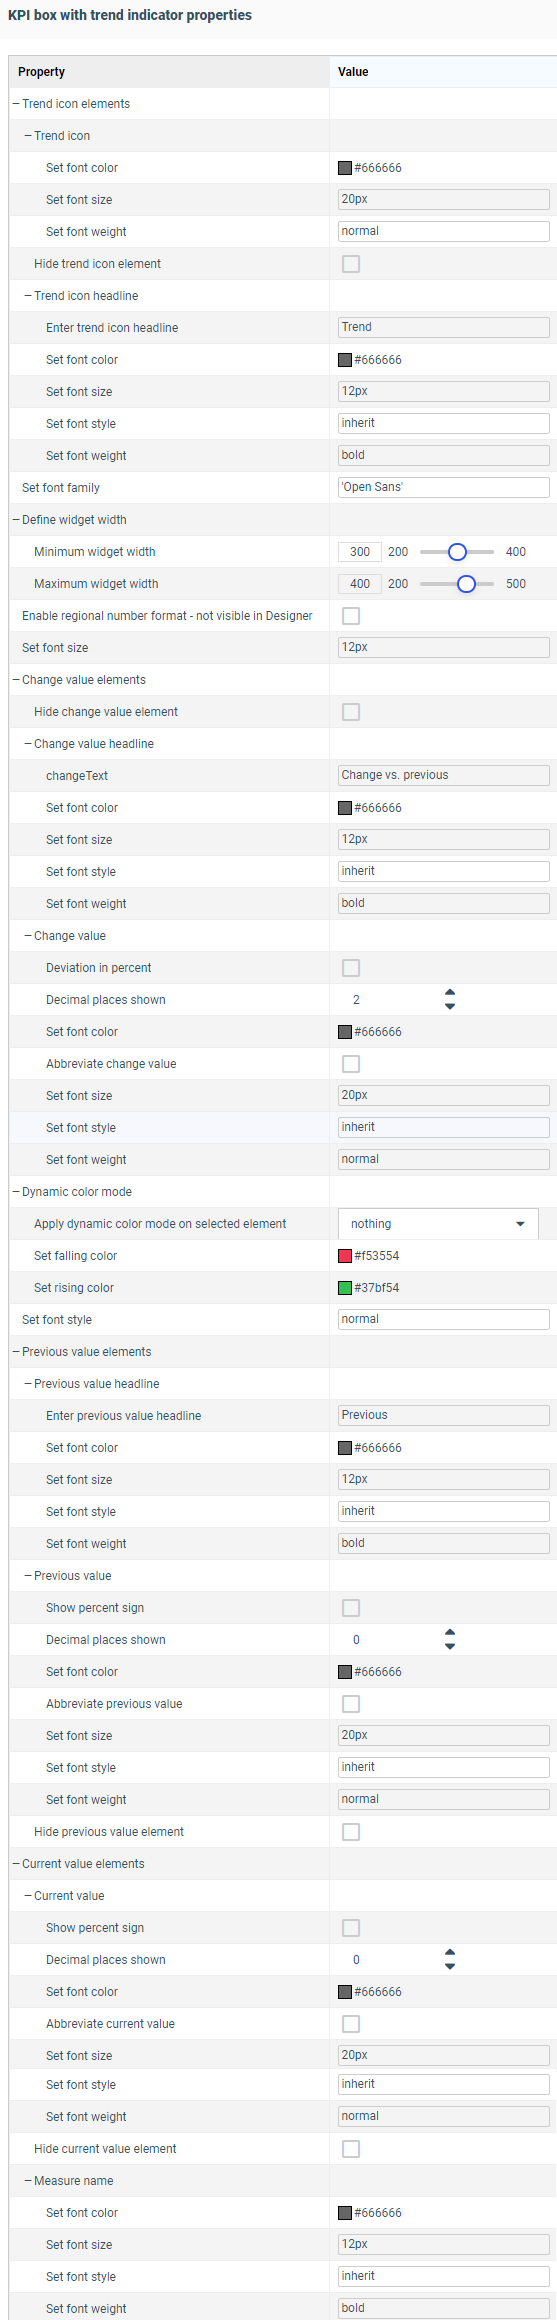 KPI box with trend indicator properties
Property Value
Trend icon elements
Trend icon
Set font color #666666
Set font size 20px
Set font weight normal
Hide trend icon element
Trend icon headline
Enter trend icon headline Trend
Set font color #666666
Set font size 12px
Set font style inherit
Set font weight bold
Set font family 'Open Sans'
Define widget width
Minimum widget width 300 200 400
Maximum widget width 400 200 500
Enable regional number format - not visible in Designer
Set font size 12px
Change value elements
Hide change value element
Change value headline
changeText Change vs. previous
Set font color #666666
Set font size 12px
Set font style inherit
Set font weight bold
Change value
Deviation in percent
Decimal places shown 2
Set font color #666666
Abbreviate change value
Set font size 20px
Set font style inherit
Set font weight normal
Dynamic color mode
Apply dynamic color mode on selected element nothing
Set falling color #f53554
Set rising color #37bf54
Set font style normal
Previous value elements
Previous value headline
Enter previous value headline Previous
Set font color #666666
Set font size 12px
Set font style inherit
Set font weight bold
Previous value
Show percent sign
Decimal places shown 0
Set font color #666666
Abbreviate previous value
Set font size 20px
Set font style inherit
Set font weight normal
Hide previous value element
Current value elements
Current value
Show percent sign
Decimal places shown 0
Set font color #666666
Abbreviate current value
Set font size 20px
Set font style inherit
Set font weight normal
Hide current value element
Measure name
Set font color #666666
Set font size 12px
Set font style inherit
Set font weight bold